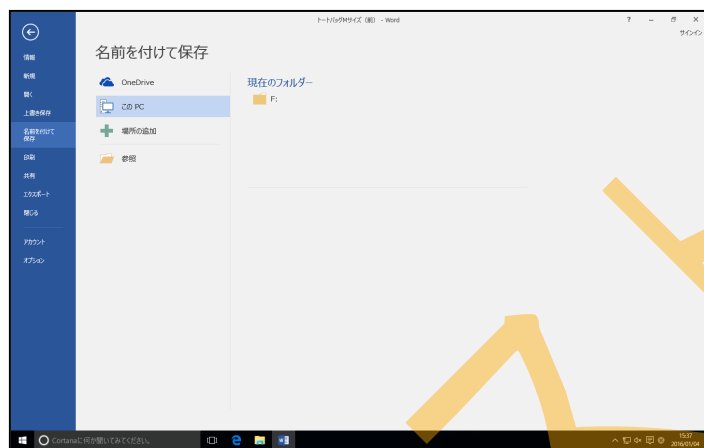 トートバッグMサイズ（前） - Word
?
サインイン
情報
新規
開く
上書き保存
名前を付けて
保存
印刷
共有
エクスポート
閉じる
アカウント
オプション
名前を付けて保存
OneDrive
この PC
場所の追加
参照
現在のフォルダー
F:
Cortanaに何か聞いてみてください。
15:37
2016/01/04